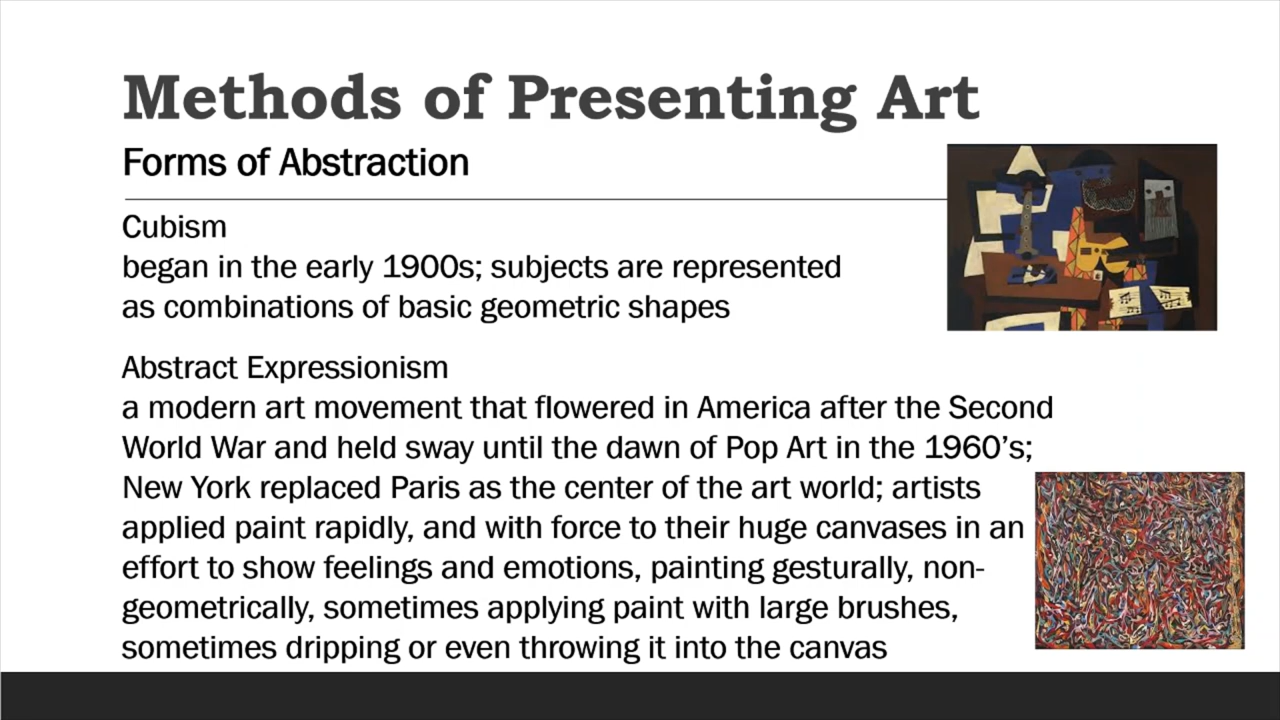 Methods of Presenting Art
Forms of Abstraction
Cubism
began in the early 1900s; subjects are represented
as combinations of basic geometric shapes
Abstract Expressionism
a modern art movement that flowered in America after the Second
World War and held sway until the dawn of Pop Art in the 1960’s;
New York replaced Paris as the center of the art world; artists
applied paint rapidly, and with force to their huge canvases in an
effort to show feelings and emotions, painting gesturally, non-
geometrically, sometimes applying paint with large brushes,
sometimes dripping or even throwing it into the canvas